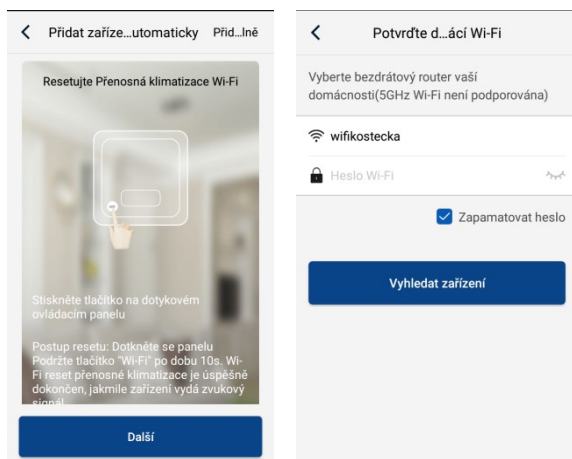 Přidat zaříze...utomaticky Přid...lně
Resetujte Přenosná klimatizace Wi-Fi
Stiskněte tlačítko na dotykovém
ovládacím panelu
Postup resetu: Dotkněte se panelu
Podržte tlačítko "Wi-Fi" po dobu 10s. Wi-
Fi reset přenosné klimatizace je úspěšně
dokončen, jakmile zařízení vydá zvukový
signál
Další
Potvrďte d...ácí Wi-Fi
Vyberte bezdrátový router vaší
domácnosti(5GHz Wi-Fi není podporována)
wifikostecka
Heslo Wi-Fi
Zapamatovat heslo
Vyhledat zařízení